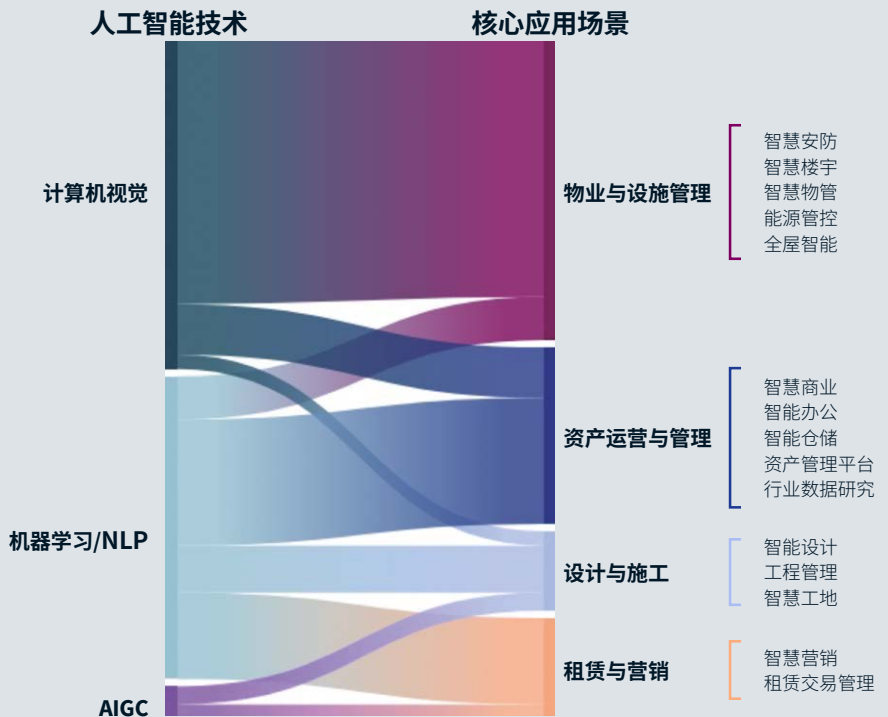 人工智能技术
核心应用场景
计算机视觉
机器学习/NLP
AIGC
物业与设施管理
智慧安防
智慧楼宇
智慧物管
能源管控
全屋智能
资产运营与管理
智慧商业
智能办公
智能仓储
资产管理平台
行业数据研究
设计与施工
智能设计
工程管理
智慧工地
租赁与营销
智慧营销
租赁交易管理